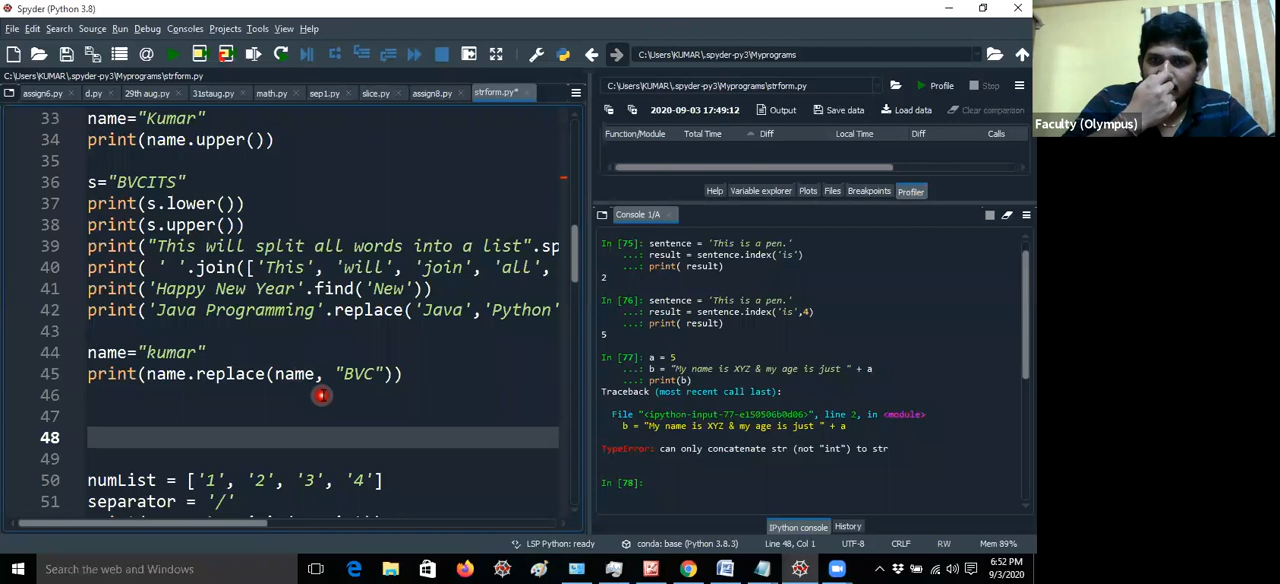 Spyder (Python 3.8)
File Edit Search Source Run Debug Consoles Projects Tools View Help
C:\Users\KUMAR\.spyder-py3\Myprograms
C:\Users\KUMAR\.spyder-py3\Myprograms\strform.py
assign6.py d.py 29th aug.py 31staug.py math.py sep1.py slice.py assign8.py strform.py*
33 name="Kumar"
34 print(name.upper())
35
36 s="BVCITS"
37 print(s.lower())
38 print(s.upper())
39 print("This will split all words into a list".sp
40 print( ' '.join(['This', 'will', 'join', 'all',
41 print('Happy New Year'.find('New'))
42 print('Java Programming'.replace('Java','Python'
43
44 name="kumar"
45 print(name.replace(name, "BVC"))
46
47
48
49
50 numList = ['1', '2', '3', '4']
51 separator = '/'
C:\Users\KUMAR\.spyder-py3\Myprograms\strform.py
Profile Stop
2020-09-03 17:49:12 Output Save data Load data Clear comparison
Function/Module Total Time Diff Local Time Diff Calls
Help Variable explorer Plots Files Breakpoints Profiler
Console 1/A
In [75]: sentence = 'This is a pen.'
...: result = sentence.index('is')
...: print( result)
2
In [76]: sentence = 'This is a pen.'
...: result = sentence.index('is',4)
...: print( result)
5
In [77]: a = 5
...: b = "My name is XYZ & my age is just " + a
...: print(b)
Traceback (most recent call last):
File "<ipython-input-77-e150506b0d06>", line 2, in <module>
b = "My name is XYZ & my age is just " + a
TypeError: can only concatenate str (not "int") to str
In [78]:
IPython console History
LSP Python: ready conda: base (Python 3.8.3) Line 48, Col 1 UTF-8 CRLF RW Mem 89%
Type here to search
6:52 PM
9/3/2020
Faculty (Olympus)